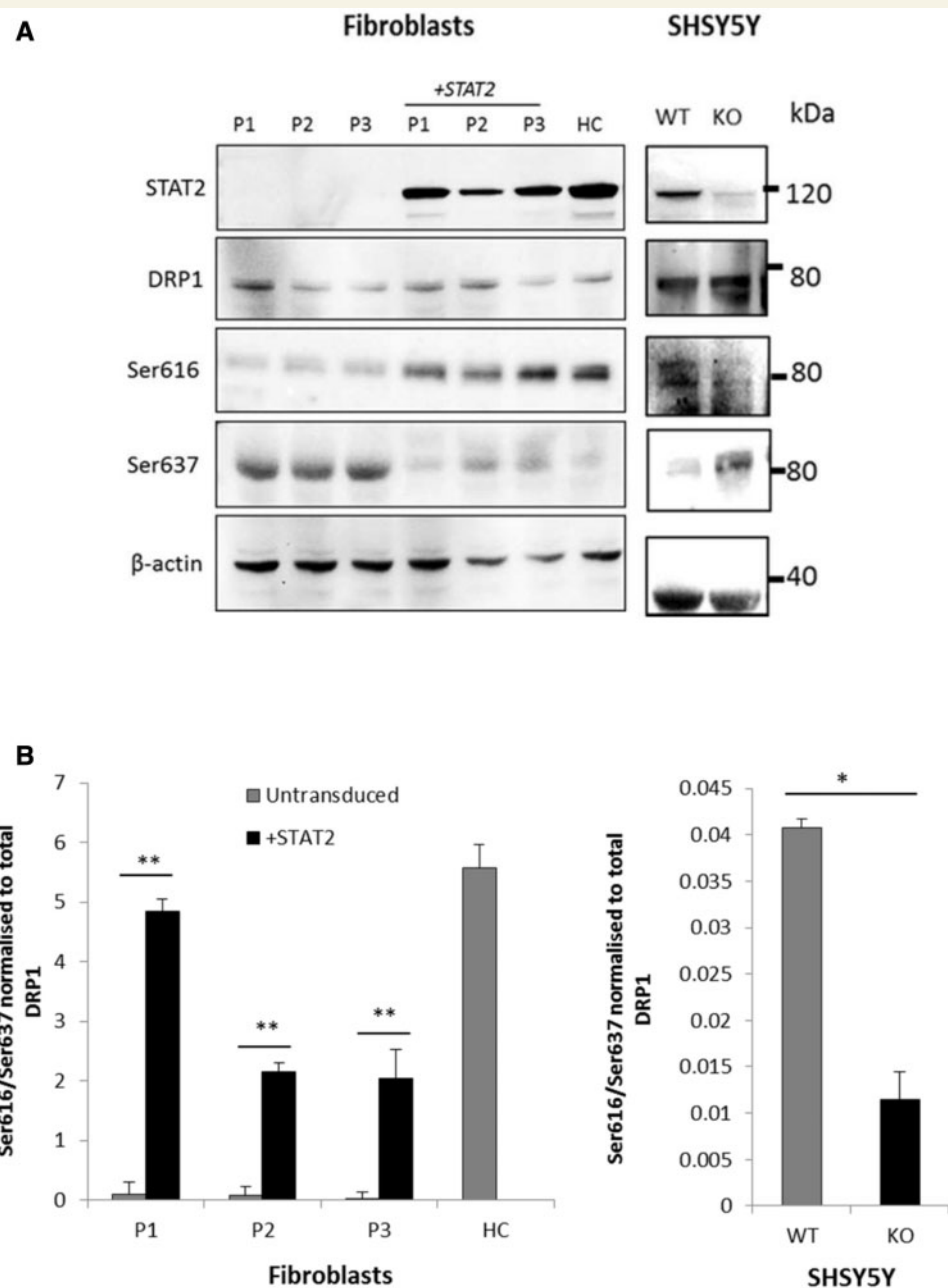 A
Fibroblasts SHSY5Y
+STAT2
P1 P2 P3 P1 P2 P3 HC WT KO kDa
STAT2 120
DRP1 80
Ser616 80
Ser637 80
β-actin 40
B
7
6
5
4
3
2
1
0
Ser616/Ser637 normalised to total
DRP1
Untransduced
+STAT2
**
**
**
P1 P2 P3 HC
Fibroblasts
0.045
0.04
0.035
0.03
0.025
0.02
0.015
0.01
0.005
0
Ser616/Ser637 normalised to total
DRP1
*
WT KO
SHSY5Y